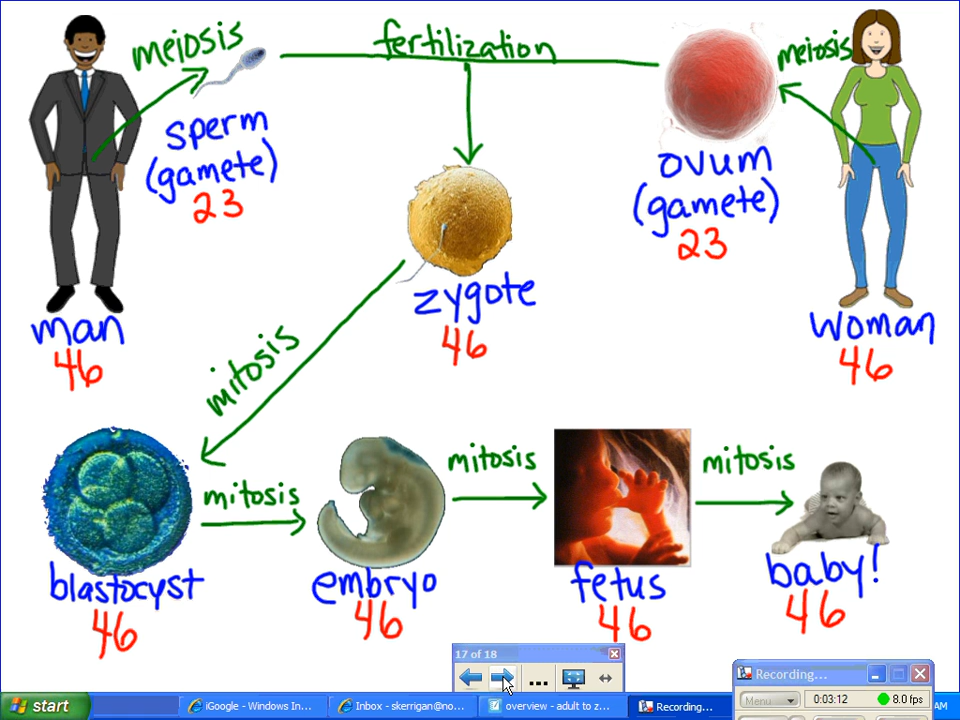 meiosis
fertilization
meiosis
sperm
(gamete)
23
ovum
(gamete)
23
man
46
zygote
46
woman
46
mitosis
mitosis
mitosis
mitosis
blastocyst
46
embryo
46
fetus
46
baby!
46
17 of 18
...
Recording...
Menu
0:03:12
8.0 fps
start
iGoogle - Windows In...
Inbox - skerrigan@no...
overview - adult to z...
Recording...
AM